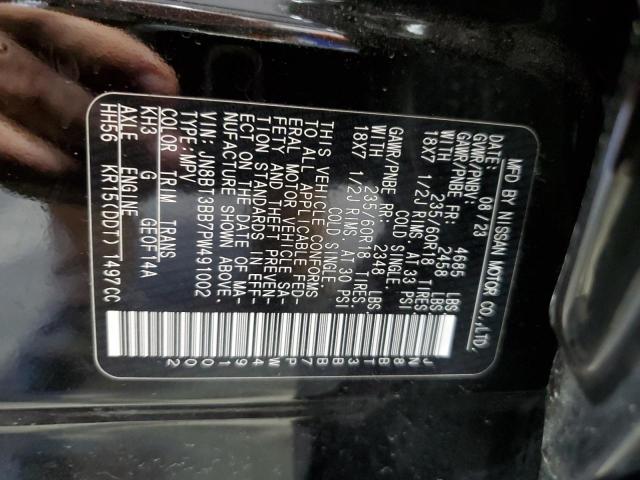 MFD BY NISSAN MOTOR CO.,LTD.
DATE: 08/23
GVWR/PNBV: 4665 LBS
GAWR/PNBE FR: 2458 LBS
WITH 235/60R18 TIRES
18X7 1/2J RIMS. AT 33 PSI
COLD SINGLE.
GAWR/PNBE RR: 2348 LBS
WITH 235/60R18 TIRES.
18X7 1/2J RIMS. AT 30 PSI
COLD SINGLE.
THIS VEHICLE CONFORMS
TO ALL APPLICABLE FED-
ERAL MOTOR VEHICLE SA-
FETY AND THEFT PREVEN-
TION STANDARDS IN EFF-
ECT ON THE DATE OF MA-
NUFACTURE SHOWN ABOVE.
VIN: JN8BT3BB7PW491002
TYPE: MPV
COLOR TRIM TRANS
KH3 G GE0F14A
AXLE ENGINE
HH56 KR15(DDT) 1497CC
JN8BT3BB7PW491002